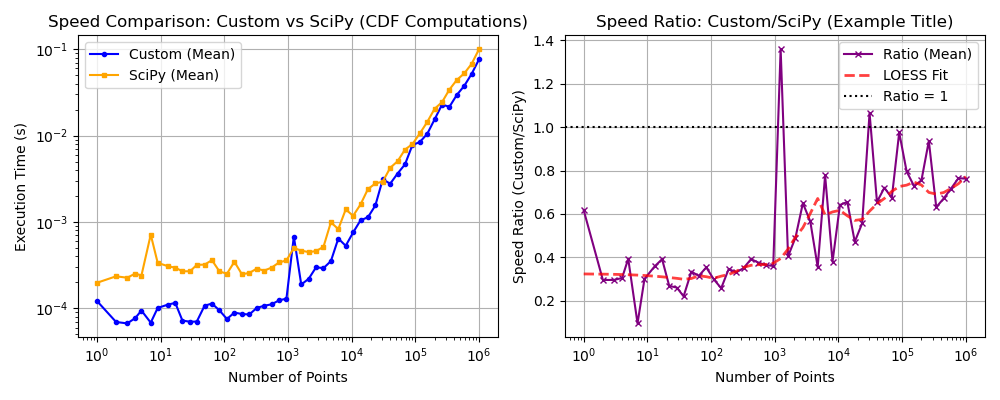 Speed Comparison: Custom vs SciPy (CDF Computations)
Custom (Mean)
SciPy (Mean)
Execution Time (s)
10⁻¹
10⁻²
10⁻³
10⁻⁴
10⁰ 10¹ 10² 10³ 10⁴ 10⁵ 10⁶
Number of Points
Speed Ratio: Custom/SciPy (Example Title)
Ratio (Mean)
LOESS Fit
Ratio = 1
Speed Ratio (Custom/SciPy)
1.4
1.2
1.0
0.8
0.6
0.4
0.2
10⁰ 10¹ 10² 10³ 10⁴ 10⁵ 10⁶
Number of Points